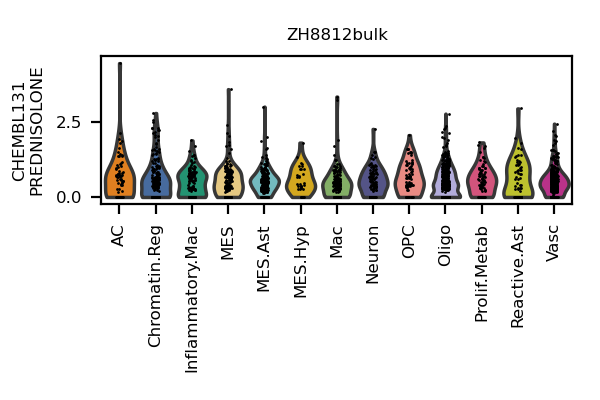 ZH8812bulk
CHEMBL131
PREDNISOLONE
2.5
0.0
AC
Chromatin.Reg
Inflammatory.Mac
MES
MES.Ast
MES.Hyp
Mac
Neuron
OPC
Oligo
Prolif.Metab
Reactive.Ast
Vasc